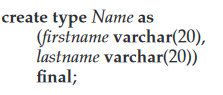 create type Name as
(firstname varchar(20),
lastname varchar(20))
final;